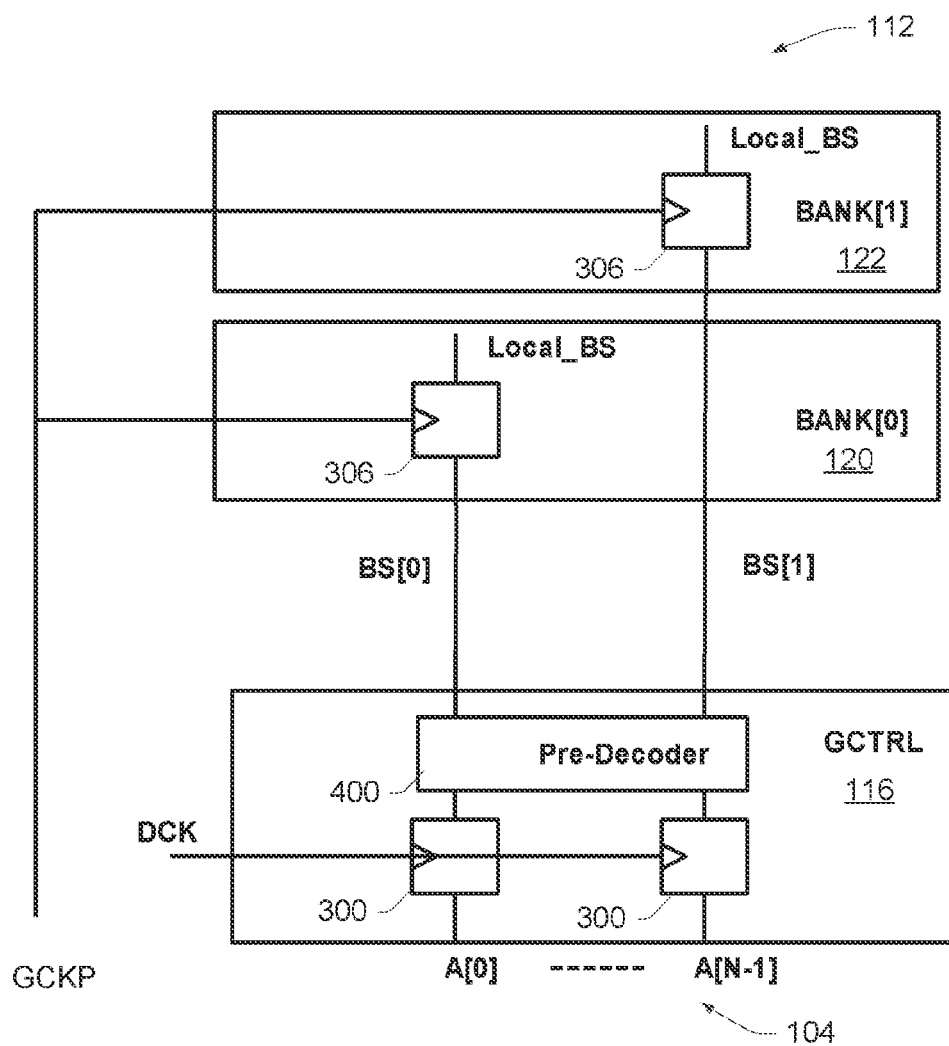 112
Local_BS
BANK[1]
306
122
Local_BS
BANK[0]
306
120
BS[0]
BS[1]
Pre-Decoder
GCTRL
400
116
DCK
300
300
GCKP
A[0] ------ A[N-1]
104